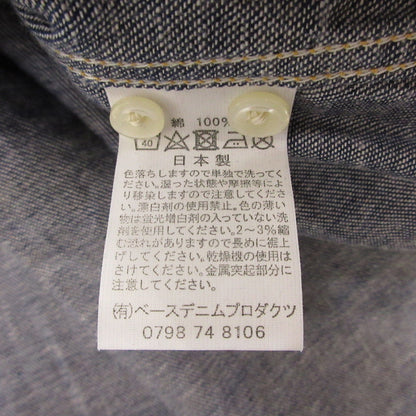 綿 100%
40
日本製
色落ちしますので単独で洗ってく
ださい。湿った状態や摩擦等によ
り移染しますので注意してくださ
い。漂白剤の使用禁止。色の薄い
物は蛍光増白剤の入っていない洗
剤を使用してください。2～3%縮
む恐れがありますので長めに裾上
げしてください。乾燥機の使用は
さけてください。金属突起部分に
注意してください。
(有)ベースデニムプロダクツ
0798 74 8106